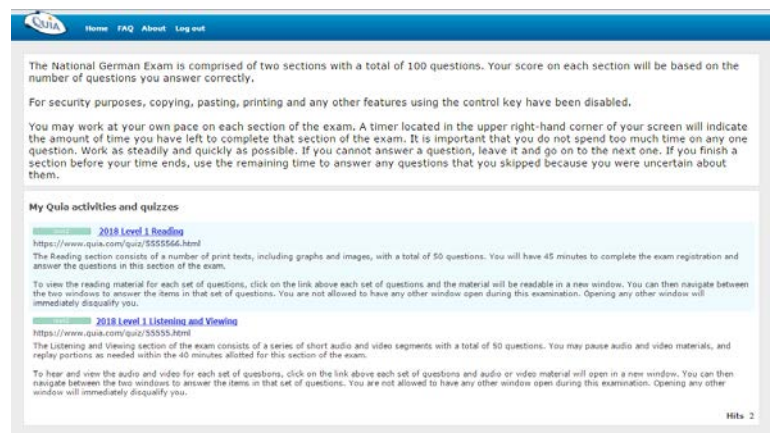 QUIA
Home FAQ About Log out
The National German Exam is comprised of two sections with a total of 100 questions. Your score on each section will be based on the
number of questions you answer correctly.
For security purposes, copying, pasting, printing and any other features using the control key have been disabled.
You may work at your own pace on each section of the exam. A timer located in the upper right-hand corner of your screen will indicate
the amount of time you have left to complete that section of the exam. It is important that you do not spend too much time on any one
question. Work as steadily and quickly as possible. If you cannot answer a question, leave it and go on to the next one. If you finish a
section before your time ends, use the remaining time to answer any questions that you skipped because you were uncertain about
them.
My Quia activities and quizzes
2018 Level 1 Reading
https://www.quia.com/quiz/5555566.html
The Reading section consists of a number of print texts, including graphs and images, with a total of 50 questions. You will have 45 minutes to complete the exam registration and
answer the questions in this section of the exam.
To view the reading material for each set of questions, click on the link above each set of questions and the material will be readable in a new window. You can then navigate between
the two windows to answer the items in that set of questions. You are not allowed to have any other window open during this examination. Opening any other window will
immediately disqualify you.
2018 Level 1 Listening and Viewing
https://www.quia.com/quiz/55555.html
The Listening and Viewing section of the exam consists of a series of short audio and video segments with a total of 50 questions. You may pause audio and video materials, and
replay portions as needed within the 40 minutes allotted for this section of the exam.
To hear and view the audio and video for each set of questions, click on the link above each set of questions and audio or video material will open in a new window. You can then
navigate between the two windows to answer the items in that set of questions. You are not allowed to have any other window open during this examination. Opening any other
window will immediately disqualify you.
Hits 2